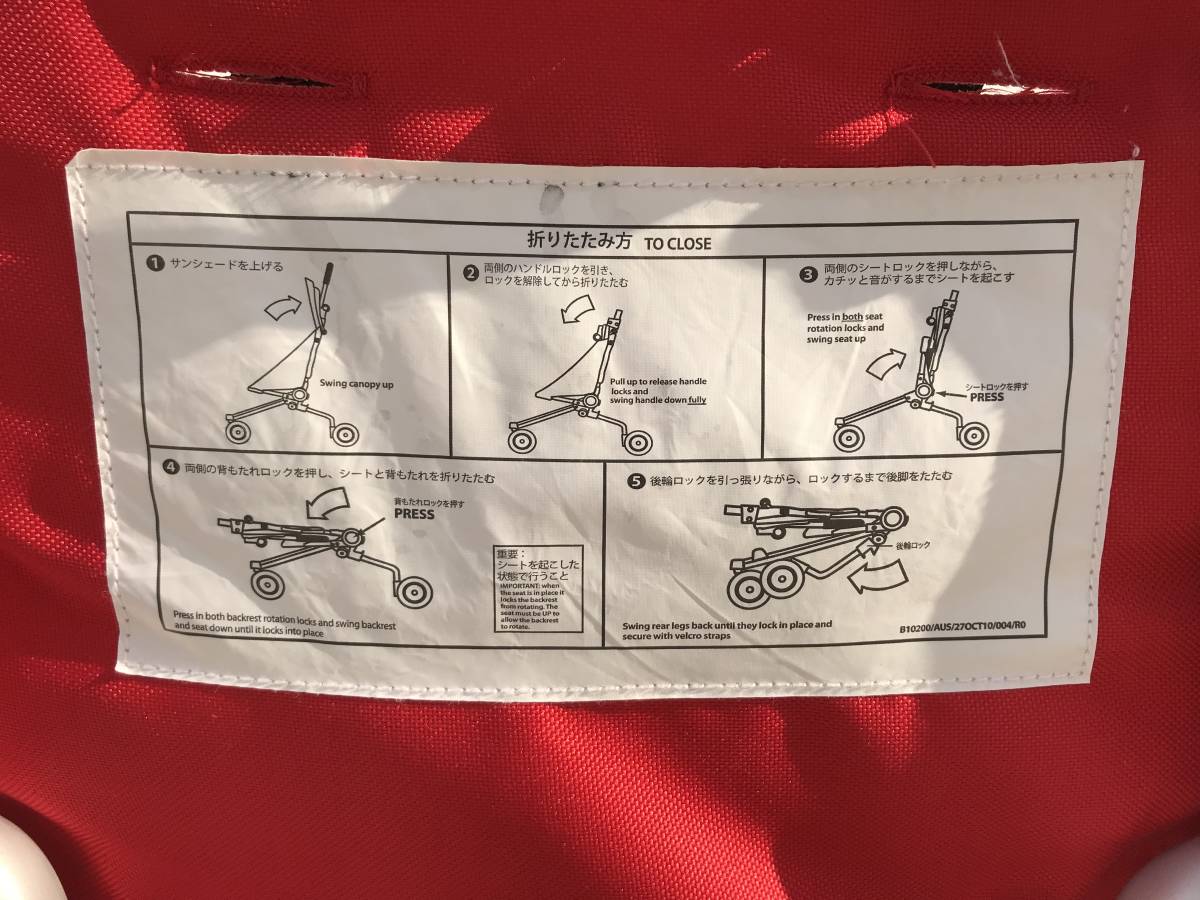 折りたたみ方 TO CLOSE
1 サンシェードを上げる
Swing canopy up
2 両側のハンドルロックを引き、
ロックを解除してから折りたたむ
Pull up to release handle
locks and
swing handle down fully
3 両側のシートロックを押しながら、
カチッと音がするまでシートを起こす
Press in both seat
rotation locks and
swing seat up
シートロックを押す
PRESS
4 両側の背もたれロックを押し、シートと背もたれを折りたたむ
背もたれロックを押す
PRESS
重要：
シートを起こした
状態で行うこと
IMPORTANT: when
the seat is in place it
locks the backrest
from rotating. The
seat must be UP to
allow the backrest
to rotate.
Press in both backrest rotation locks and swing backrest
and seat down until it locks into place
5 後輪ロックを引っ張りながら、ロックするまで後脚をたたむ
後輪ロック
Swing rear legs back until they lock in place and
secure with velcro straps
B10200/AUS/27OCT10/004/R0